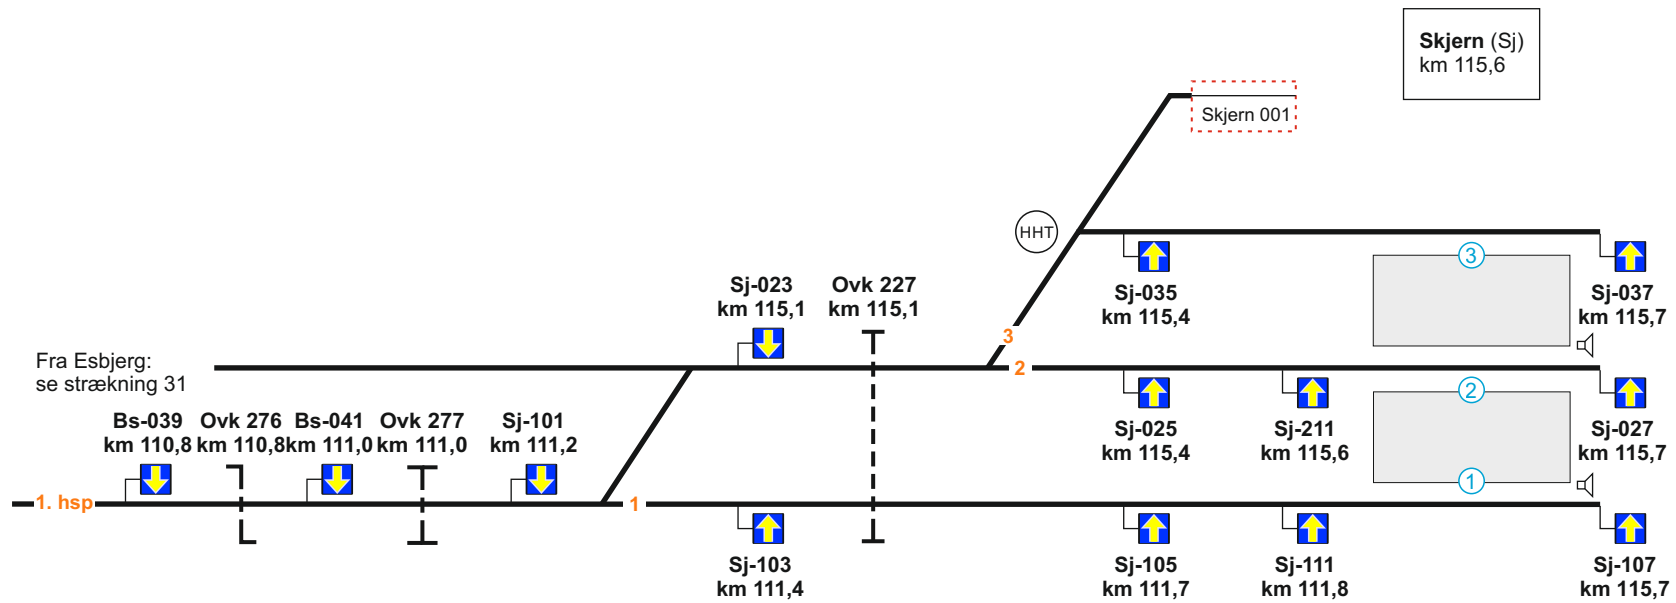 Skjern (Sj)
km 115,6
Skjern 001
HHT
3
Sj-035
km 115,4
Sj-037
km 115,7
Sj-023
km 115,1
Ovk 227
km 115,1
3
Fra Esbjerg:
se strækning 31
2
2
Sj-025
km 115,4
Sj-211
km 115,6
Sj-027
km 115,7
Bs-039
km 110,8
Ovk 276
km 110,8
Bs-041
km 111,0
Ovk 277
km 111,0
Sj-101
km 111,2
1
1. hsp
1
Sj-103
km 111,4
Sj-105
km 111,7
Sj-111
km 111,8
Sj-107
km 115,7